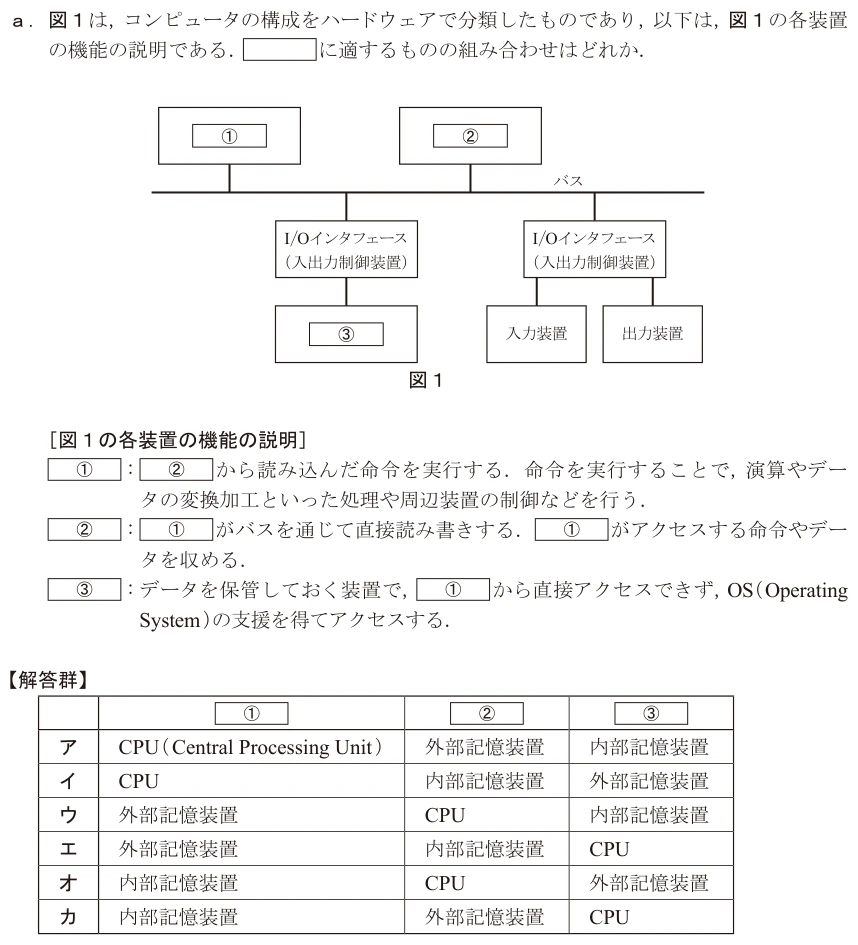 a．図1は，コンピュータの構成をハードウェアで分類したものであり，以下は，図1の各装置
の機能の説明である．　　に適するものの組み合わせはどれか．
①
②
バス
I/Oインタフェース
（入出力制御装置）
I/Oインタフェース
（入出力制御装置）
③
入力装置
出力装置
図1
［図1の各装置の機能の説明］
①：②から読み込んだ命令を実行する．命令を実行することで，演算やデー
タの変換加工といった処理や周辺装置の制御などを行う．
②：①がバスを通じて直接読み書きする．①がアクセスする命令やデー
タを収める．
③：データを保管しておく装置で，①から直接アクセスできず，OS（Operating
System）の支援を得てアクセスする．
【解答群】
① ② ③
ア CPU（Central Processing Unit） 外部記憶装置 内部記憶装置
イ CPU 内部記憶装置 外部記憶装置
ウ 外部記憶装置 CPU 内部記憶装置
エ 外部記憶装置 内部記憶装置 CPU
オ 内部記憶装置 CPU 外部記憶装置
カ 内部記憶装置 外部記憶装置 CPU